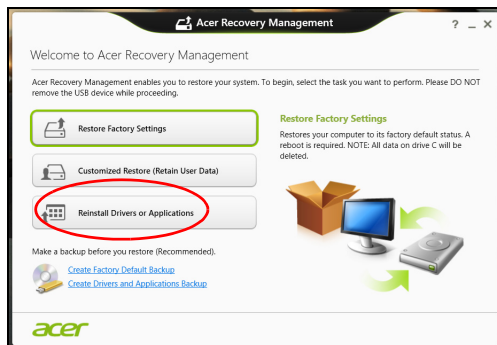 Acer Recovery Management
? _ X
Welcome to Acer Recovery Management
Acer Recovery Management enables you to restore your system. To begin, select the task you want to perform. Please DO NOT
remove the USB device while proceeding.
Restore Factory Settings
Customized Restore (Retain User Data)
Reinstall Drivers or Applications
Restore Factory Settings
Restores your computer to its factory default status. A
reboot is required. NOTE: All data on drive C will be
deleted.
Make a backup before you restore (Recommended).
Create Factory Default Backup
Create Drivers and Applications Backup
acer